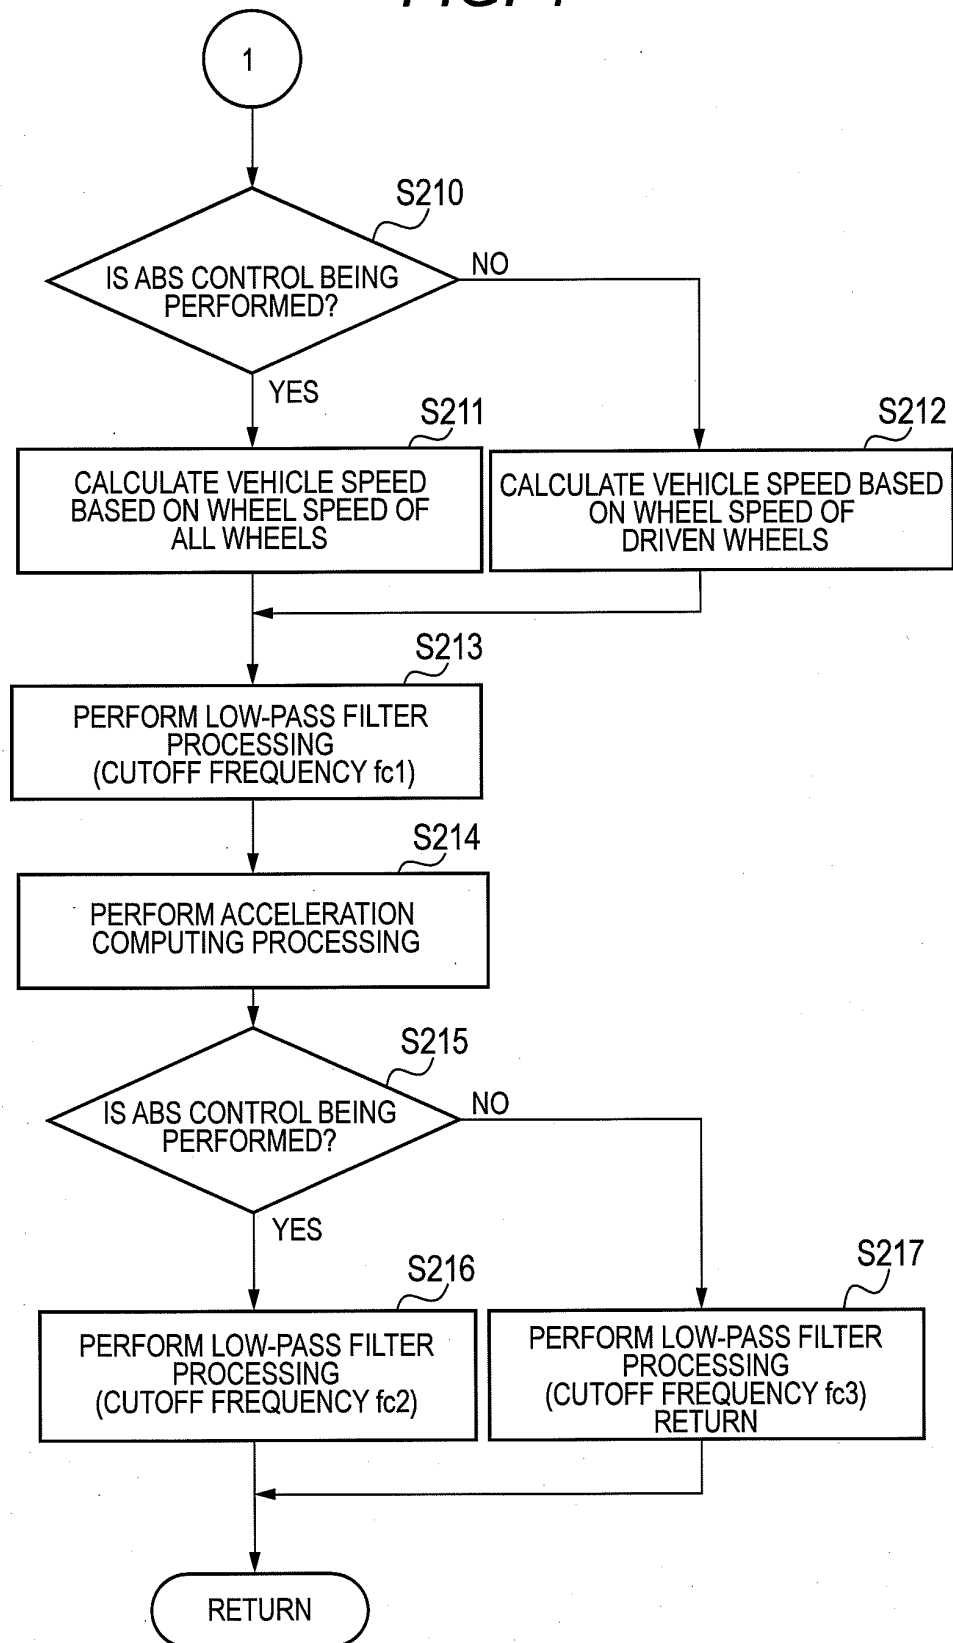 1
S210
IS ABS CONTROL BEING
PERFORMED?
NO
YES
S211
CALCULATE VEHICLE SPEED
BASED ON WHEEL SPEED OF
ALL WHEELS
S212
CALCULATE VEHICLE SPEED BASED
ON WHEEL SPEED OF
DRIVEN WHEELS
S213
PERFORM LOW-PASS FILTER
PROCESSING
(CUTOFF FREQUENCY fc1)
S214
PERFORM ACCELERATION
COMPUTING PROCESSING
S215
IS ABS CONTROL BEING
PERFORMED?
NO
YES
S216
PERFORM LOW-PASS FILTER
PROCESSING
(CUTOFF FREQUENCY fc2)
S217
PERFORM LOW-PASS FILTER
PROCESSING
(CUTOFF FREQUENCY fc3)
RETURN
RETURN